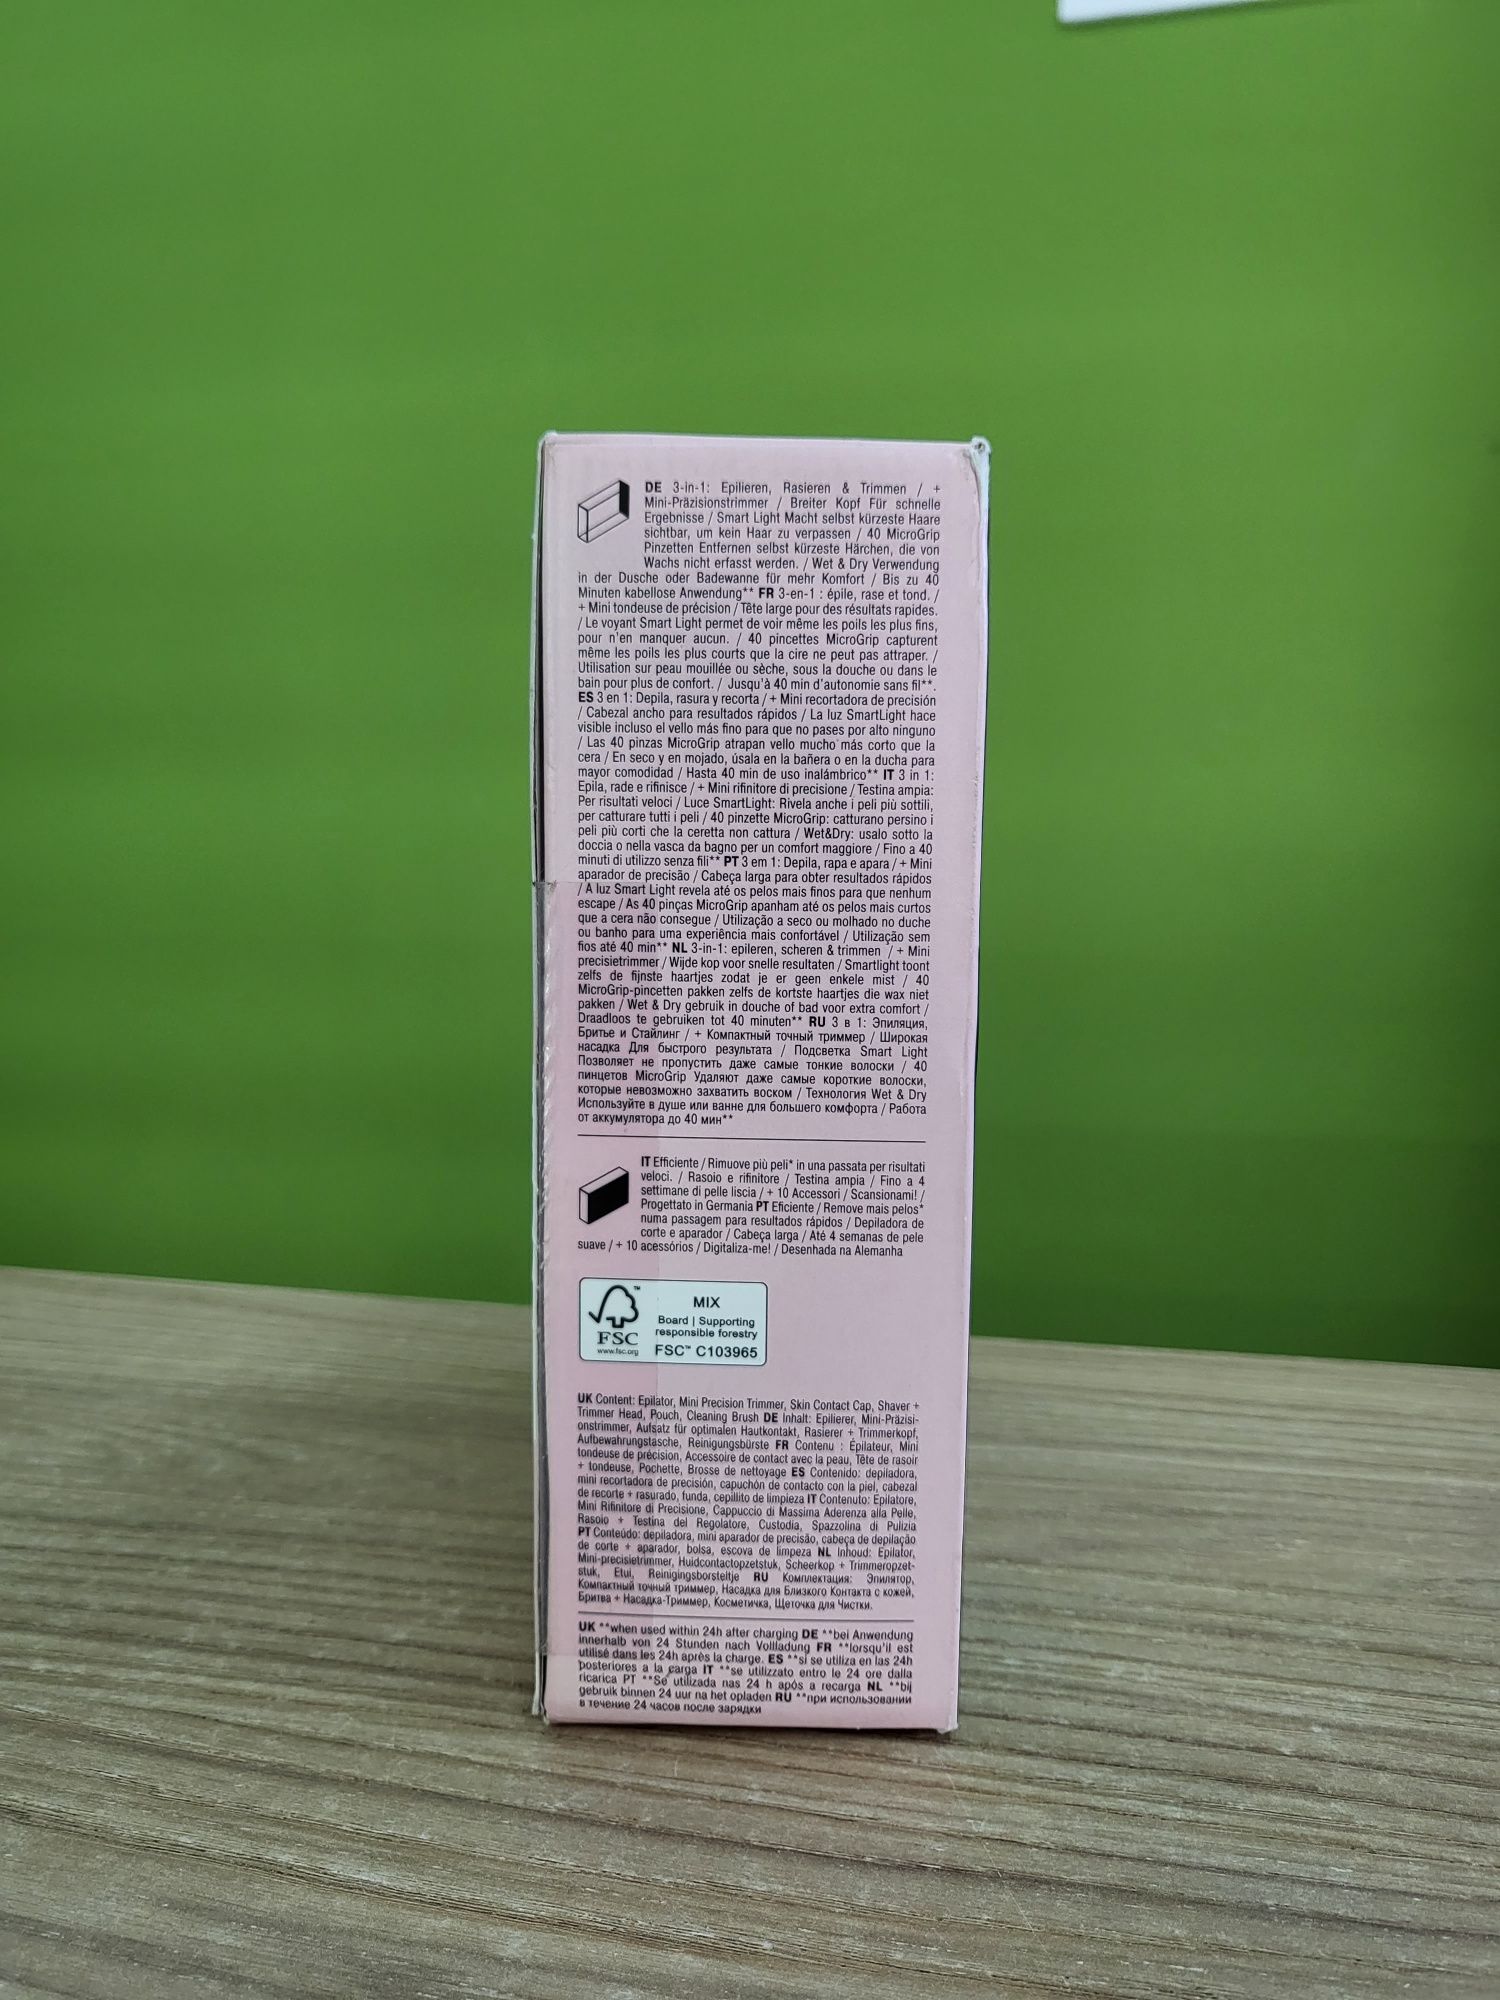 DE 3-in-1: Epilieren, Rasieren & Trimmen / +
Mini-Präzisionstrimmer / Breiter Kopf Für schnelle
Ergebnisse / Smart Light Macht selbst kürzeste Haare
sichtbar, um kein Haar zu verpassen / 40 MicroGrip
Pinzetten Entfernen selbst kürzeste Härchen, die von
Wachs nicht erfasst werden. / Wet & Dry Verwendung
in der Dusche oder Badewanne für mehr Komfort / Bis zu 40
Minuten kabellose Anwendung** FR 3-en-1 : épile, rase et tond. /
+ Mini tondeuse de précision / Tête large pour des résultats rapides.
/ Le voyant Smart Light permet de voir même les poils les plus fins,
pour n'en manquer aucun. / 40 pincettes MicroGrip capturent
même les poils les plus courts que la cire ne peut pas attraper. /
Utilisation sur peau mouillée ou sèche, sous la douche ou dans le
bain pour plus de confort. / Jusqu'à 40 min d'autonomie sans fil**.
ES 3 en 1: Depila, rasura y recorta / + Mini recortadora de precisión
/ Cabezal ancho para resultados rápidos / La luz SmartLight hace
visible incluso el vello más fino para que no pases por alto ninguno
/ Las 40 pinzas MicroGrip atrapan vello mucho más corto que la
cera / En seco y en mojado, úsala en la bañera o en la ducha para
mayor comodidad / Hasta 40 min de uso inalámbrico** IT 3 in 1:
Epila, rade e rifinisce / + Mini rifinitore di precisione / Testina ampia:
Per risultati veloci / Luce SmartLight: Rivela anche i peli più sottili,
per catturare tutti i peli / 40 pinzette MicroGrip: catturano persino i
peli più corti che la ceretta non cattura / Wet&Dry: usalo sotto la
doccia o nella vasca da bagno per un comfort maggiore / Fino a 40
minuti di utilizzo senza fili** PT 3 em 1: Depila, rapa e apara / + Mini
aparador de precisão / Cabeça larga para obter resultados rápidos
/ A luz Smart Light revela até os pelos mais finos para que nenhum
escape / As 40 pinças MicroGrip apanham até os pelos mais curtos
que a cera não consegue / Utilização a seco ou molhado no duche
ou banho para uma experiência mais confortável / Utilização sem
fios até 40 min** NL 3-in-1: epileren, scheren & trimmen / + Mini
precisietrimmer / Wijde kop voor snelle resultaten / Smartlight toont
zelfs de fijnste haartjes zodat je er geen enkele mist / 40
MicroGrip-pincetten pakken zelfs de kortste haartjes die wax niet
pakken / Wet & Dry gebruik in douche of bad voor extra comfort /
Draadloos te gebruiken tot 40 minuten** RU 3 в 1: Эпиляция,
Бритье и Стайлинг / + Компактный точный триммер / Широкая
насадка Для быстрого результата / Подсветка Smart Light
Позволяет не пропустить даже самые тонкие волоски / 40
пинцетов MicroGrip Удаляют даже самые короткие волоски,
которые невозможно захватить воском / Технология Wet & Dry
Используйте в душе или ванне для большего комфорта / Работа
от аккумулятора до 40 мин**
IT Efficiente / Rimuove più peli* in una passata per risultati
veloci. / Rasoio e rifinitore / Testina ampia / Fino a 4
settimane di pelle liscia / + 10 Accessori / Scansionami! /
Progettato in Germania PT Eficiente / Remove mais pelos*
numa passagem para resultados rápidos / Depiladora de
corte e aparador / Cabeça larga / Até 4 semanas de pele
suave / + 10 acessórios / Digitaliza-me! / Desenhada na Alemanha
FSC
www.fsc.org
MIX
Board | Supporting
responsible forestry
FSC™ C103965
UK Content: Epilator, Mini Precision Trimmer, Skin Contact Cap, Shaver +
Trimmer Head, Pouch, Cleaning Brush DE Inhalt: Epilierer, Mini-Präzisi-
onstrimmer, Aufsatz für optimalen Hautkontakt, Rasierer + Trimmerkopf,
Aufbewahrungstasche, Reinigungsbürste FR Contenu : Épilateur, Mini
tondeuse de précision, Accessoire de contact avec la peau, Tête de rasoir
+ tondeuse, Pochette, Brosse de nettoyage ES Contenido: depiladora,
mini recortadora de precisión, capuchón de contacto con la piel, cabezal
de recorte + rasurado, funda, cepillito de limpieza IT Contenuto: Epilatore,
Mini Rifinitore di Precisione, Cappuccio di Massima Aderenza alla Pelle,
Rasoio + Testina del Regolatore, Custodia, Spazzolina di Pulizia
PT Conteúdo: depiladora, mini aparador de precisão, cabeça de depilação
de corte + aparador, bolsa, escova de limpeza NL Inhoud: Epilator,
Mini-precisietrimmer, Huidcontactopzetstuk, Scheerkop + Trimmeropzet-
stuk, Etui, Reinigingsborsteltje RU Комплектация: Эпилятор,
Компактный точный триммер, Насадка для Близкого Контакта с кожей,
Бритва + Насадка-Триммер, Косметичка, Щеточка для Чистки.
UK **when used within 24h after charging DE **bei Anwendung
innerhalb von 24 Stunden nach Vollladung FR **lorsqu'il est
utilisé dans les 24h après la charge. ES **si se utiliza en las 24h
posteriores a la carga IT **se utilizzato entro le 24 ore dalla
ricarica PT **Se utilizada nas 24 h após a recarga NL **bij
gebruik binnen 24 uur na het opladen RU **при использовании
в течение 24 часов после зарядки